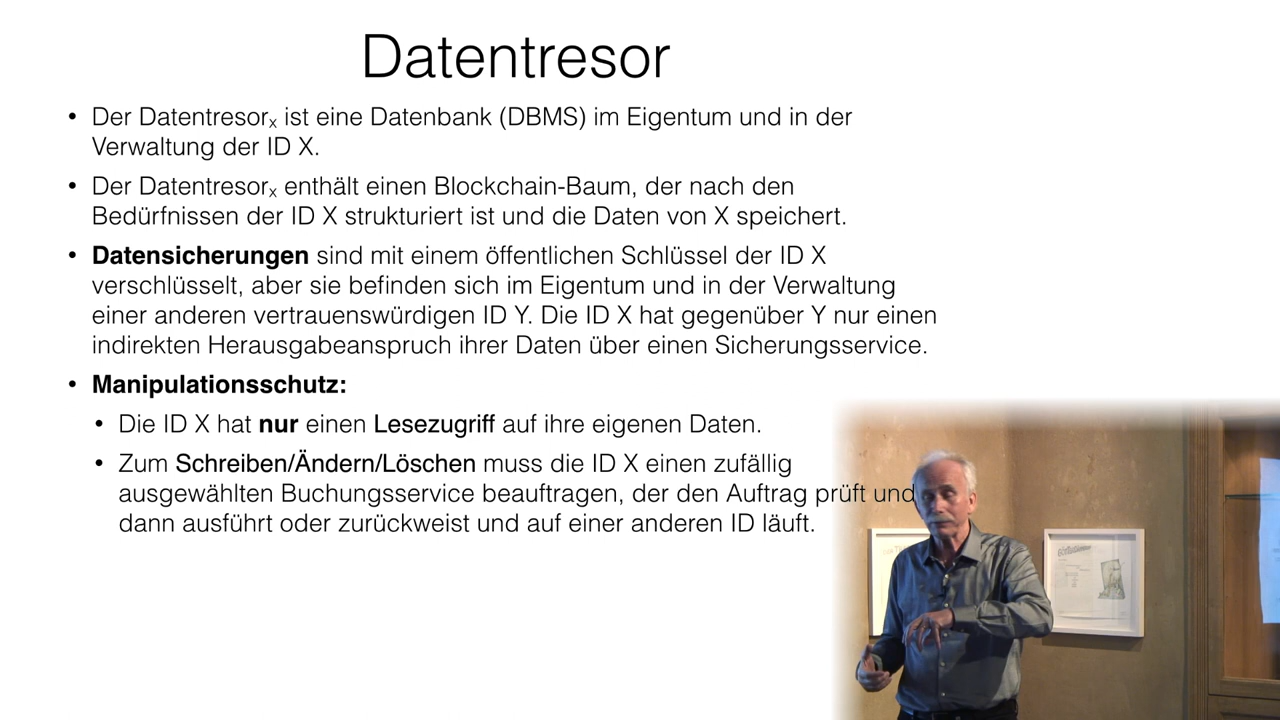 Datentresor
• Der Datentresorₓ ist eine Datenbank (DBMS) im Eigentum und in der
Verwaltung der ID X.
• Der Datentresorₓ enthält einen Blockchain-Baum, der nach den
Bedürfnissen der ID X strukturiert ist und die Daten von X speichert.
• Datensicherungen sind mit einem öffentlichen Schlüssel der ID X
verschlüsselt, aber sie befinden sich im Eigentum und in der Verwaltung
einer anderen vertrauenswürdigen ID Y. Die ID X hat gegenüber Y nur einen
indirekten Herausgabeanspruch ihrer Daten über einen Sicherungsservice.
• Manipulationsschutz:
• Die ID X hat nur einen Lesezugriff auf ihre eigenen Daten.
• Zum Schreiben/Ändern/Löschen muss die ID X einen zufällig
ausgewählten Buchungsservice beauftragen, der den Auftrag prüft und
dann ausführt oder zurückweist und auf einer anderen ID läuft.